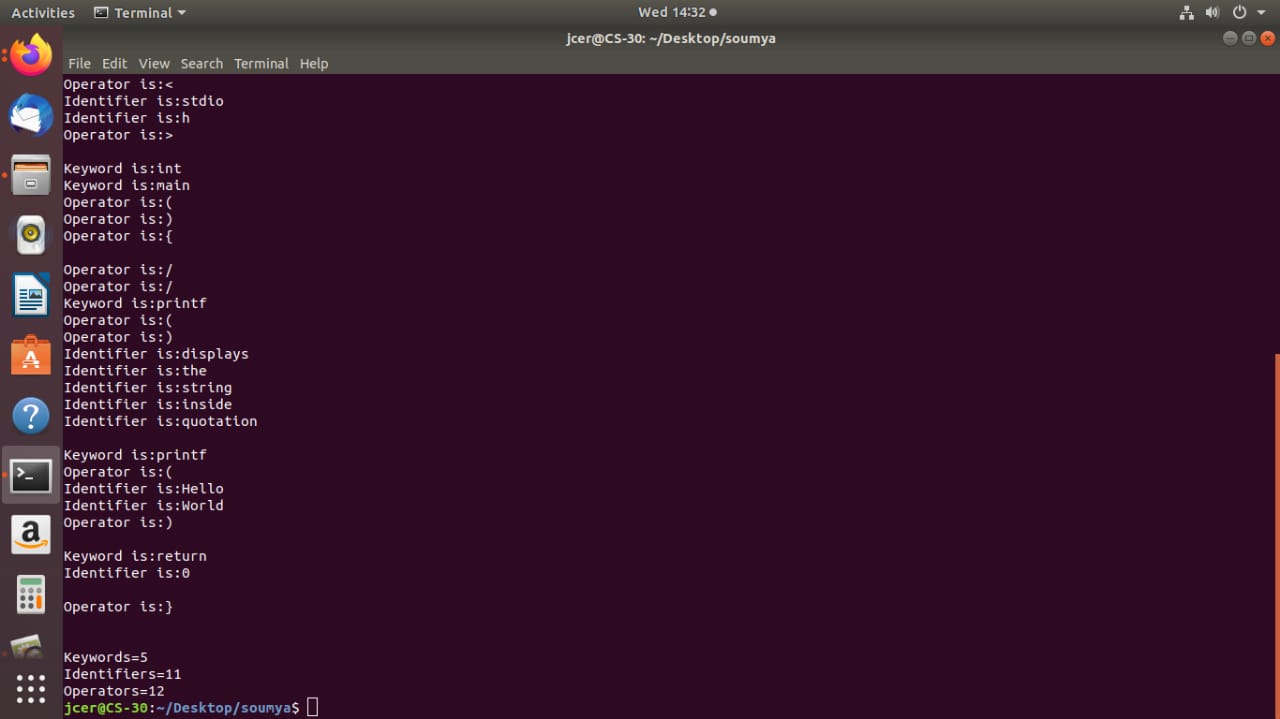 Activities Terminal Wed 14:32
jcer@CS-30: ~/Desktop/soumya
File Edit View Search Terminal Help
Operator is:<
Identifier is:stdio
Identifier is:h
Operator is:>
Keyword is:int
Keyword is:main
Operator is:(
Operator is:)
Operator is:{
Operator is:/
Operator is:/
Keyword is:printf
Operator is:(
Operator is:)
Identifier is:displays
Identifier is:the
Identifier is:string
Identifier is:inside
Identifier is:quotation
Keyword is:printf
Operator is:(
Identifier is:Hello
Identifier is:World
Operator is:)
Keyword is:return
Identifier is:0
Operator is:}
Keywords=5
Identifiers=11
Operators=12
jcer@CS-30:~/Desktop/soumya$